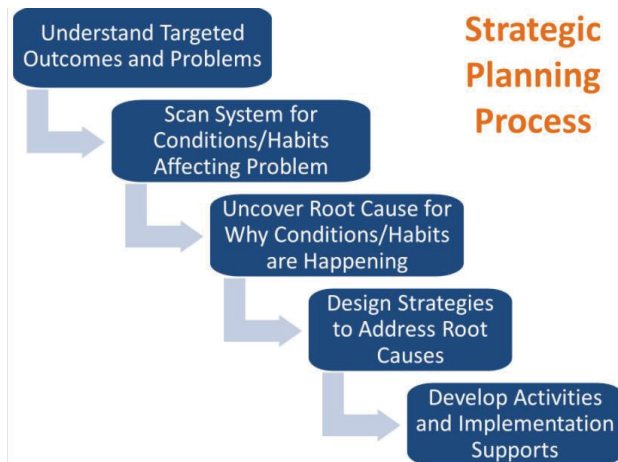 Strategic
Planning
Process
Understand Targeted
Outcomes and Problems
Scan System for
Conditions/Habits
Affecting Problem
Uncover Root Cause for
Why Conditions/Habits
are Happening
Design Strategies
to Address Root
Causes
Develop Activities
and Implementation
Supports